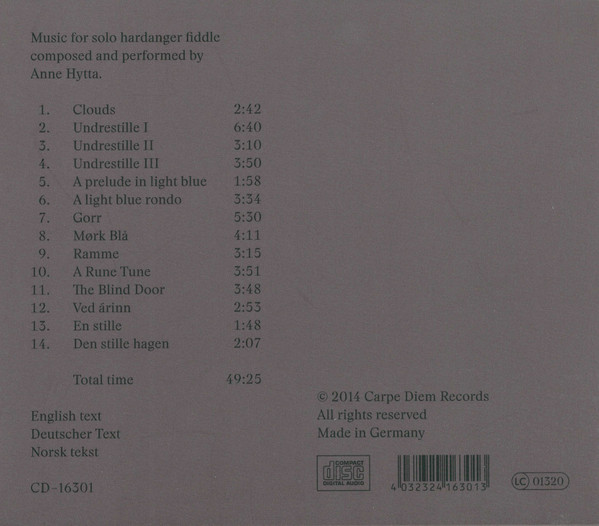 Music for solo hardanger fiddle
composed and performed by
Anne Hytta.
1. Clouds 2:42
2. Undrestille I 6:40
3. Undrestille II 3:10
4. Undrestille III 3:50
5. A prelude in light blue 1:58
6. A light blue rondo 3:34
7. Gorr 5:30
8. Mørk Blå 4:11
9. Ramme 3:15
10. A Rune Tune 3:51
11. The Blind Door 3:48
12. Ved árinn 2:53
13. En stille 1:48
14. Den stille hagen 2:07
Total time 49:25
English text
Deutscher Text
Norsk tekst
CD-16301
© 2014 Carpe Diem Records
All rights reserved
Made in Germany
COMPACT
disc
DIGITAL AUDIO
4 032324 163013
LC 01320